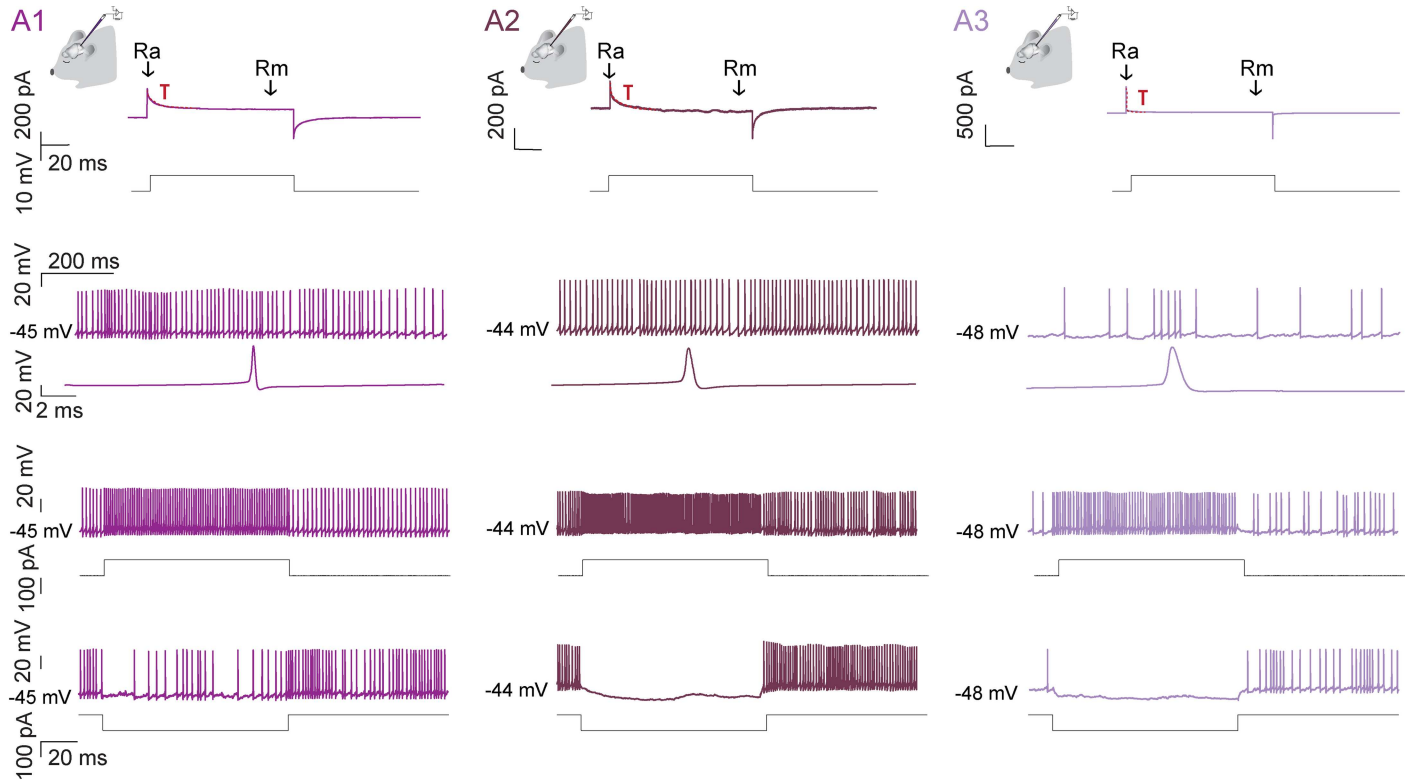 A1
A2
A3
Ra
Rm
T
200 pA
20 ms
10 mV
Ra
Rm
T
200 pA
Ra
Rm
T
500 pA
200 ms
20 mV
-45 mV
-44 mV
-48 mV
20 mV
2 ms
20 mV
-45 mV
-44 mV
-48 mV
100 pA
20 mV
-45 mV
-44 mV
-48 mV
100 pA
20 ms